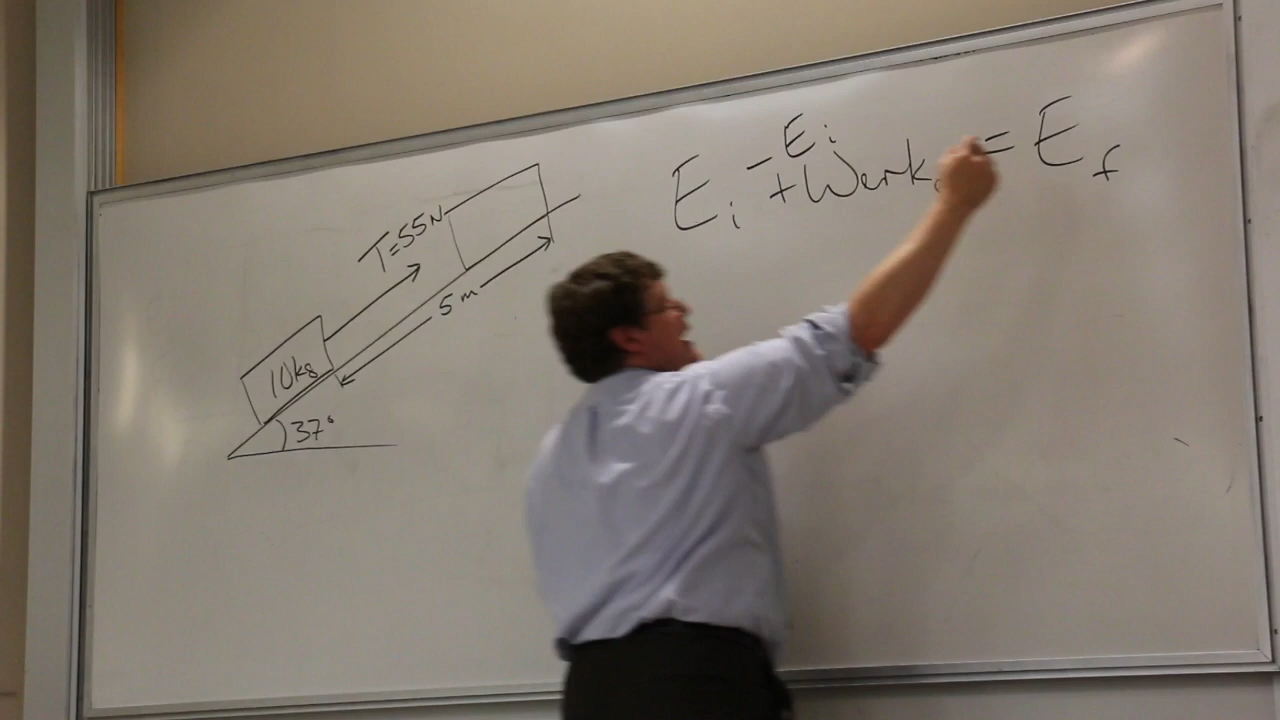 T=55N
5m
10kg
37°
-Ei
Ei +Work = Ef